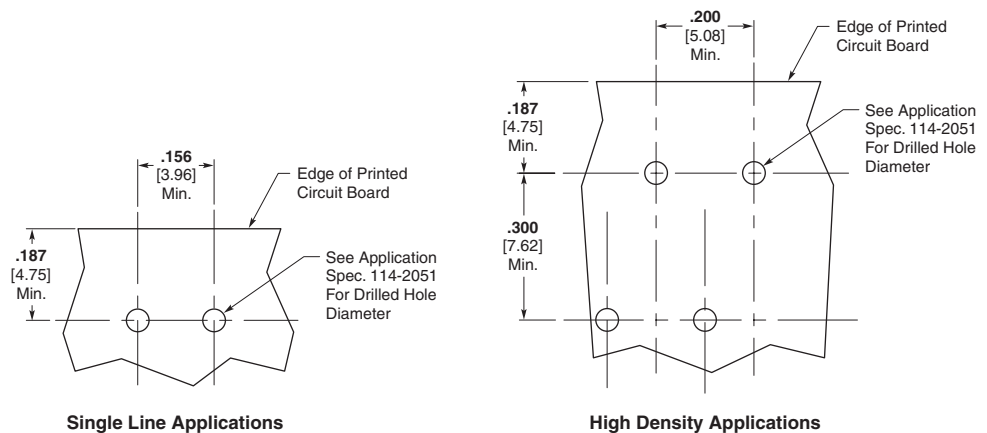 .156
[3.96]
Min.
Edge of Printed
Circuit Board
.187
[4.75]
Min.
See Application
Spec. 114-2051
For Drilled Hole
Diameter
Single Line Applications
.200
[5.08]
Min.
Edge of Printed
Circuit Board
.187
[4.75]
Min.
See Application
Spec. 114-2051
For Drilled Hole
Diameter
.300
[7.62]
Min.
High Density Applications